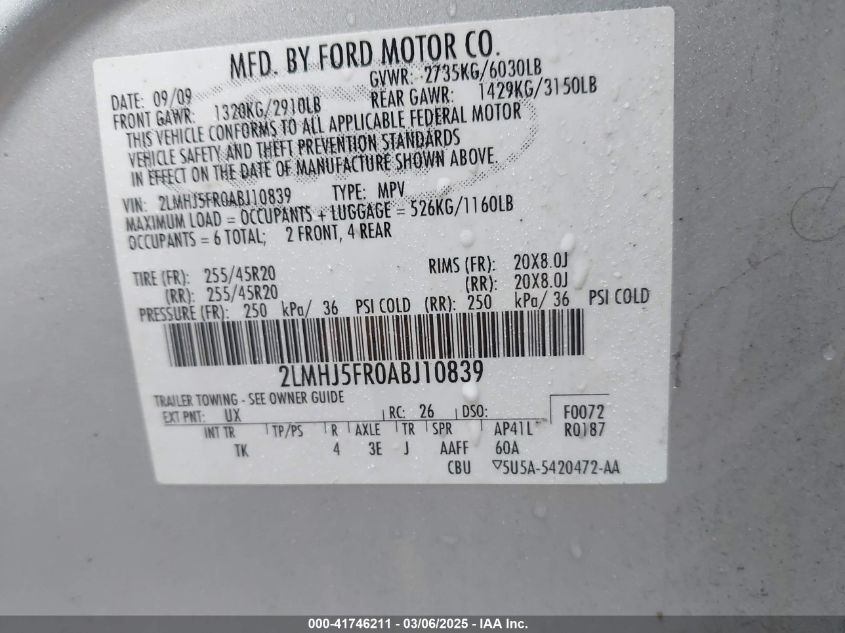 MFD. BY FORD MOTOR CO.
DATE: 09/09 GVWR: 2735KG/6030LB
FRONT GAWR: 1320KG/2910LB REAR GAWR: 1429KG/3150LB
THIS VEHICLE CONFORMS TO ALL APPLICABLE FEDERAL MOTOR
VEHICLE SAFETY AND THEFT PREVENTION STANDARDS
IN EFFECT ON THE DATE OF MANUFACTURE SHOWN ABOVE.
VIN: 2LMHJ5FR0ABJ10839 TYPE: MPV
MAXIMUM LOAD = OCCUPANTS + LUGGAGE = 526KG/1160LB
OCCUPANTS = 6 TOTAL; 2 FRONT, 4 REAR
TIRE (FR): 255/45R20 RIMS (FR): 20X8.0J
(RR): 255/45R20 (RR): 20X8.0J
PRESSURE (FR): 250 kPa/ 36 PSI COLD (RR): 250 kPa/ 36 PSI COLD
2LMHJ5FR0ABJ10839
TRAILER TOWING - SEE OWNER GUIDE
EXT PNT: UX RC: 26 DSO: F0072
INT TR TP/PS R AXLE TR SPR AP41L R0187
TK 4 3E J AAFF 60A
CBU ▽5U5A-5420472-AA
000-41746211 - 03/06/2025 - IAA Inc.